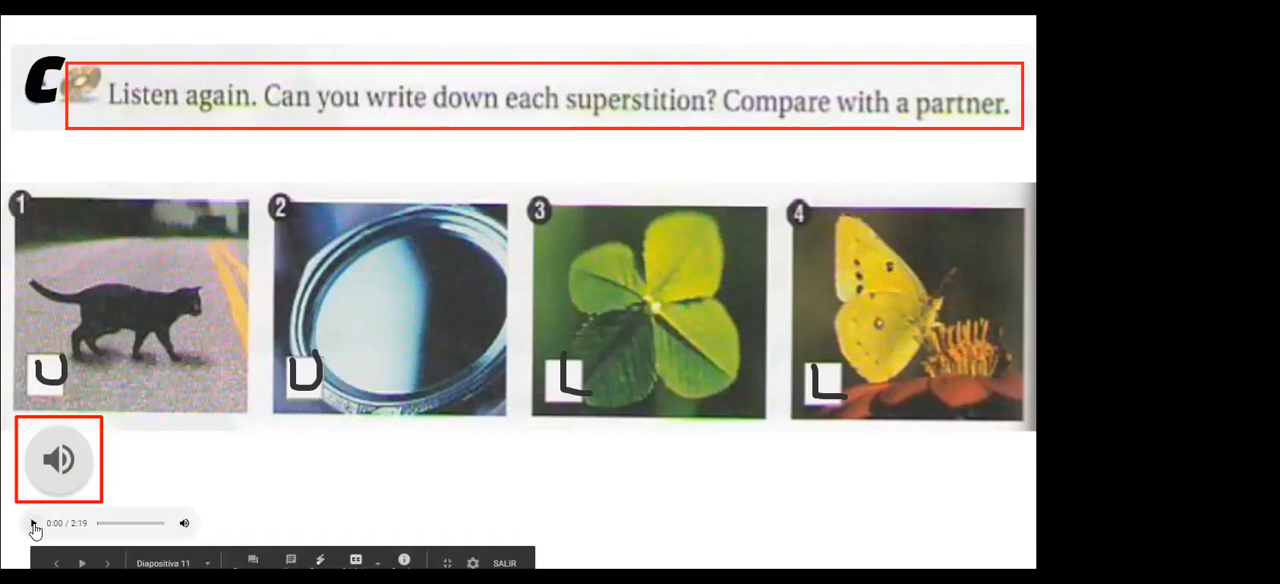 C Listen again. Can you write down each superstition? Compare with a partner.
1 2 3 4
U U L L
0:00 / 2:19
Diapositiva 11 SALIR